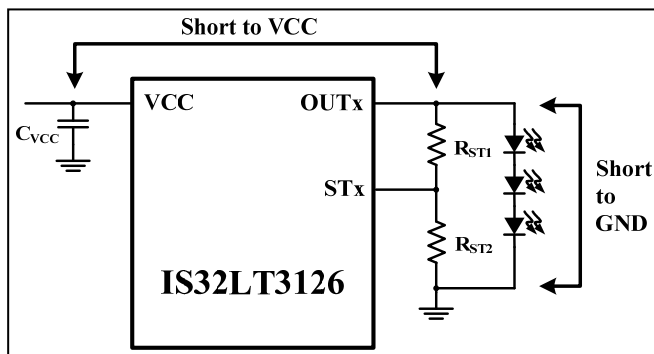 Short to VCC
VCC
OUTx
CVCC
RST1
STx
Short
to
GND
RST2
IS32LT3126